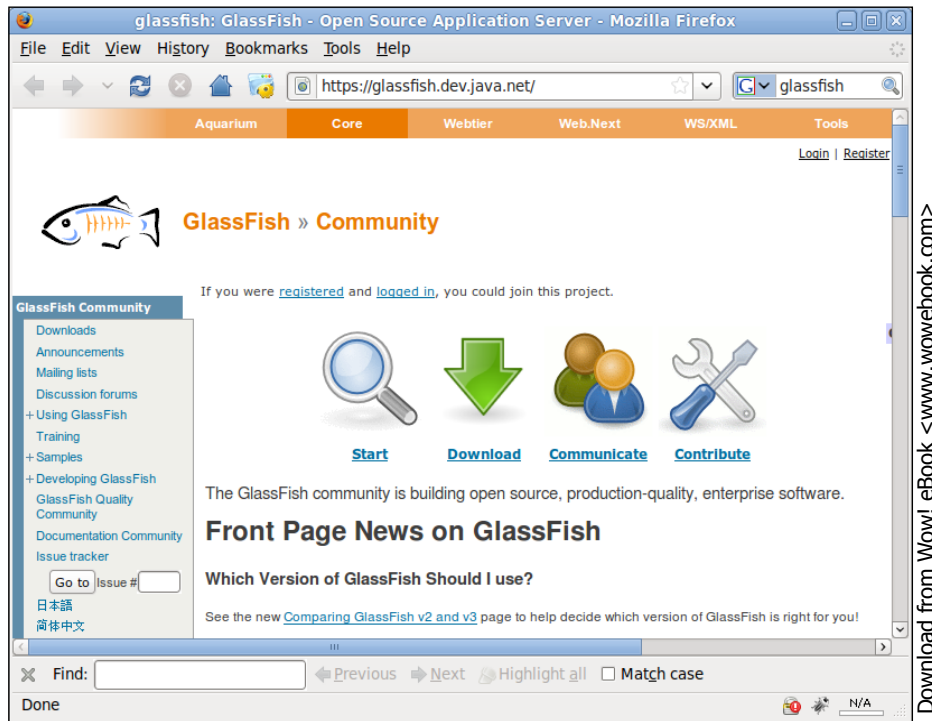 glassfish: GlassFish - Open Source Application Server - Mozilla Firefox
File Edit View History Bookmarks Tools Help
https://glassfish.dev.java.net/
G
glassfish
Aquarium Core Webtier Web.Next WS/XML Tools
Login | Register
GlassFish » Community
If you were registered and logged in, you could join this project.
GlassFish Community
Downloads
Announcements
Mailing lists
Discussion forums
+Using GlassFish
Training
+Samples
+Developing GlassFish
GlassFish Quality
Community
Documentation Community
Issue tracker
Go to Issue #
日本語
简体中文
Start Download Communicate Contribute
The GlassFish community is building open source, production-quality, enterprise software.
Front Page News on GlassFish
Which Version of GlassFish Should I use?
See the new Comparing GlassFish v2 and v3 page to help decide which version of GlassFish is right for you!
Find: Previous Next Highlight all Match case
Done
N/A
Download from Wow! eBook <www.wowebook.com>